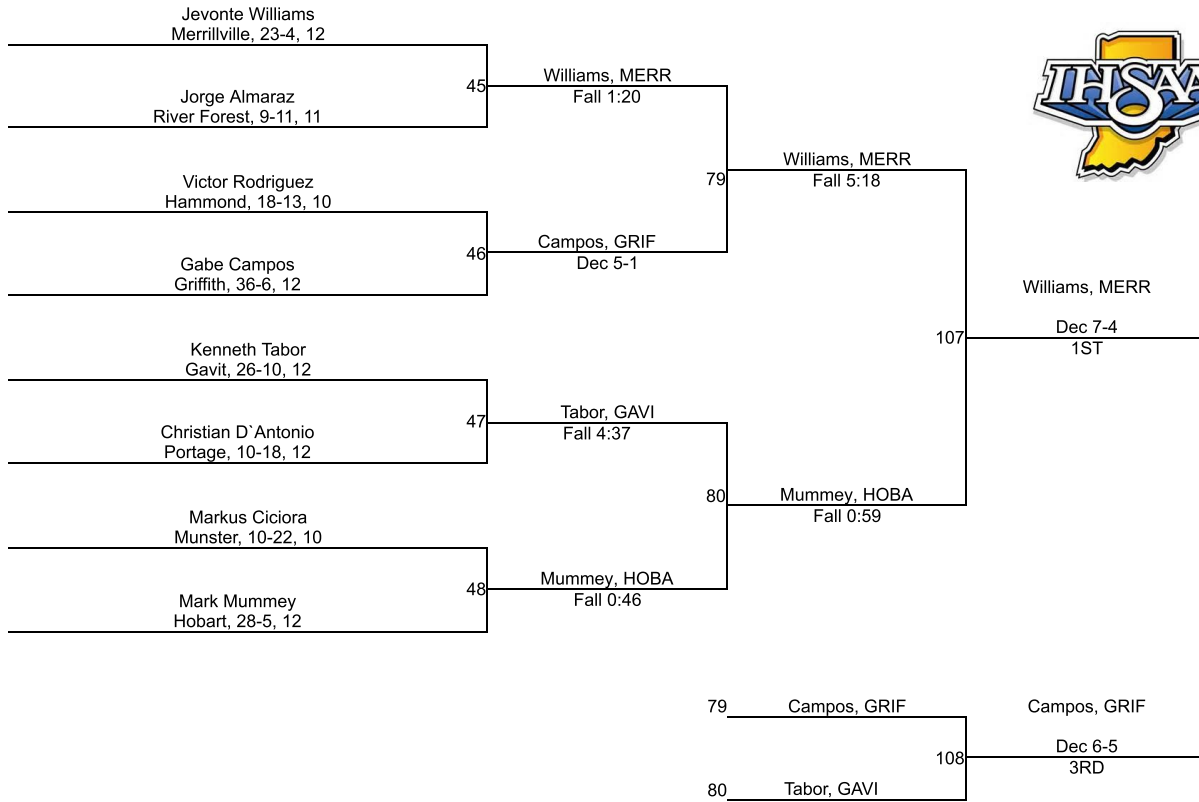 Jevonte Williams
Merrillville, 23-4, 12
Jorge Almaraz
River Forest, 9-11, 11
45
Williams, MERR
Fall 1:20
Victor Rodriguez
Hammond, 18-13, 10
Gabe Campos
Griffith, 36-6, 12
46
Campos, GRIF
Dec 5-1
79
Williams, MERR
Fall 5:18
Kenneth Tabor
Gavit, 26-10, 12
Christian D`Antonio
Portage, 10-18, 12
47
Tabor, GAVI
Fall 4:37
Markus Ciciora
Munster, 10-22, 10
Mark Mummey
Hobart, 28-5, 12
48
Mummey, HOBA
Fall 0:46
80
Mummey, HOBA
Fall 0:59
107
Williams, MERR
Dec 7-4
1ST
IHSAA
79
Campos, GRIF
80
Tabor, GAVI
108
Campos, GRIF
Dec 6-5
3RD